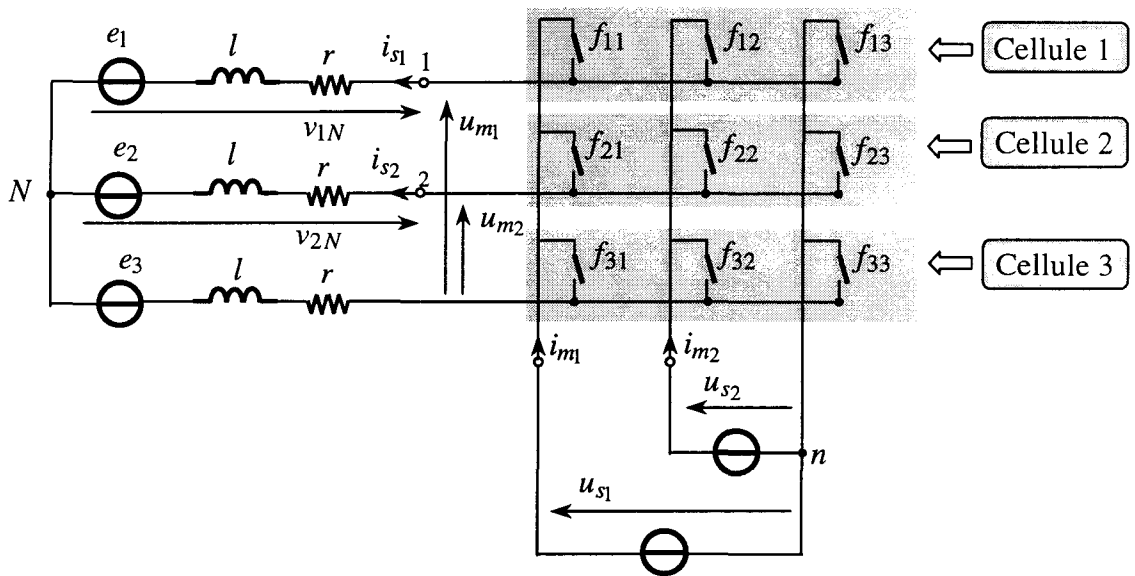 e1 l r is1 1 f11 f12 f13 Cellule 1
v1N um1
e2 l r is2 2 f21 f22 f23 Cellule 2
N
v2N um2
e3 l r f31 f32 f33 Cellule 3
im1 im2
us2
n
us1